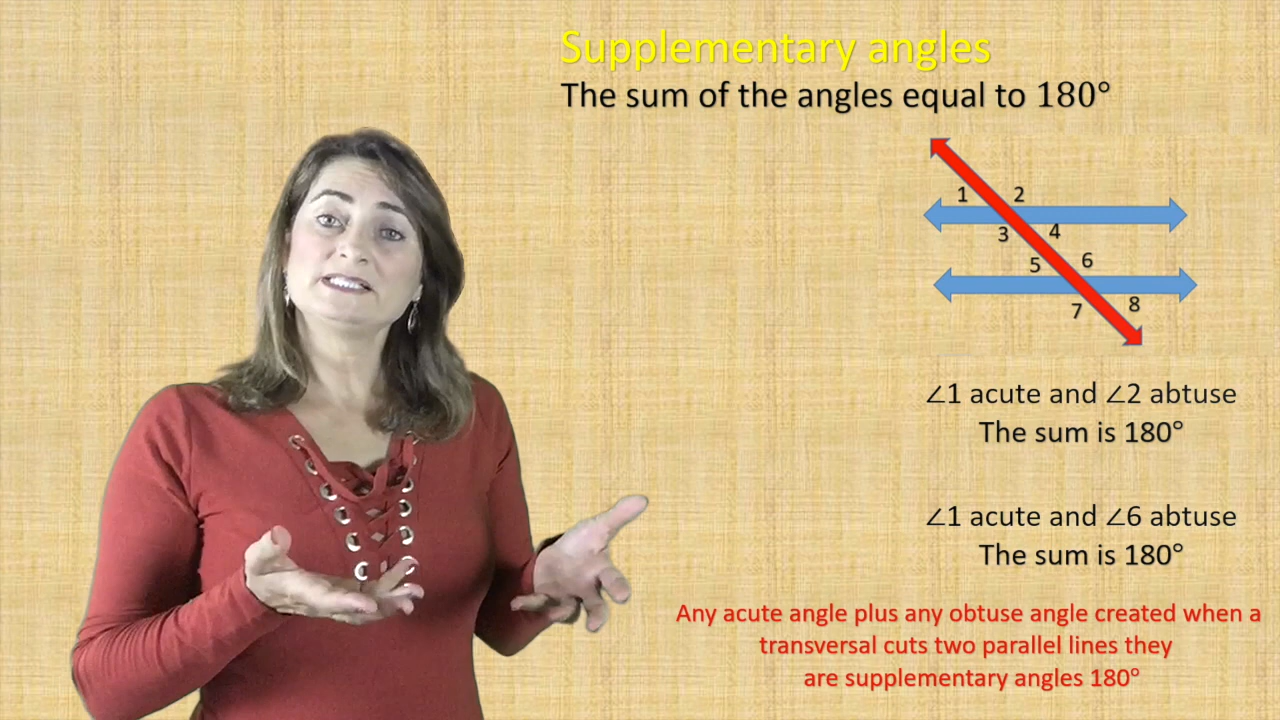 Supplementary angles
The sum of the angles equal to 180°
1 2
3 4
5 6
7 8
∠1 acute and ∠2 abtuse
The sum is 180°
∠1 acute and ∠6 abtuse
The sum is 180°
Any acute angle plus any obtuse angle created when a
transversal cuts two parallel lines they
are supplementary angles 180°